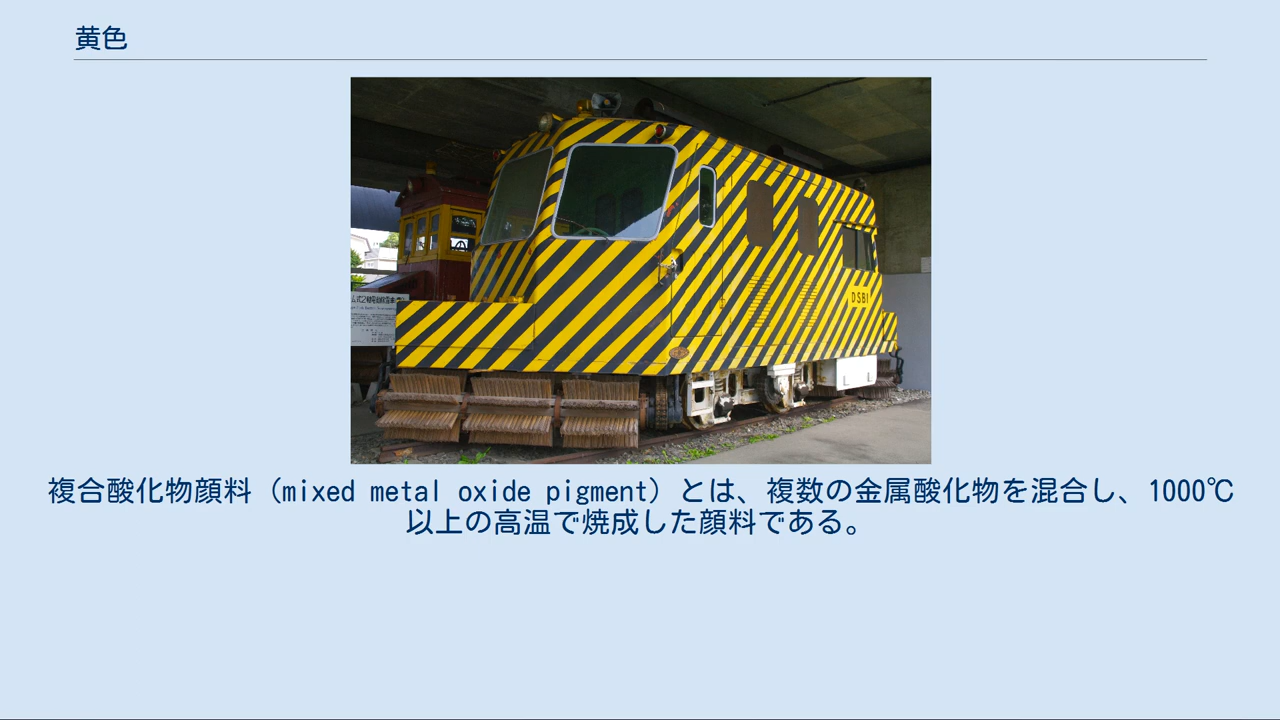 黄色
DSB1
複合酸化物顔料（mixed metal oxide pigment）とは、複数の金属酸化物を混合し、1000℃
以上の高温で焼成した顔料である。